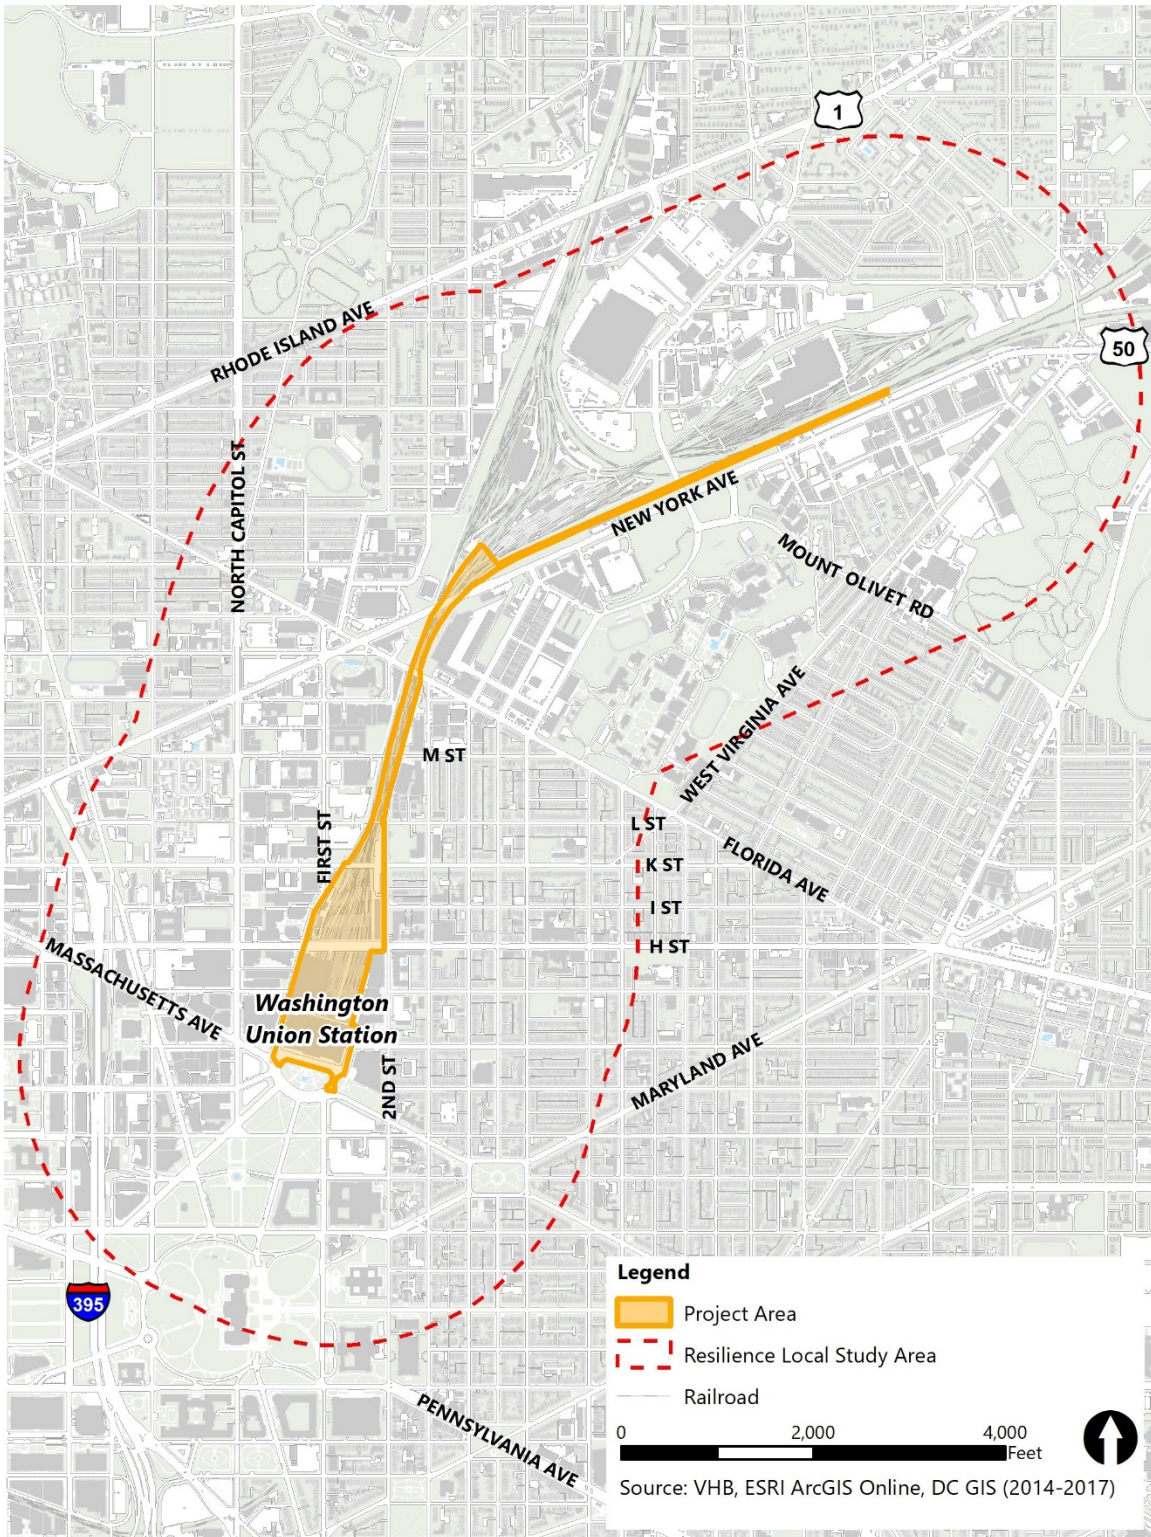 1
RHODE ISLAND AVE
50
NORTH CAPITOL ST
NEW YORK AVE
MOUNT OLIVET RD
WEST VIRGINIA AVE
M ST
FIRST ST
L ST
K ST
FLORIDA AVE
I ST
H ST
MASSACHUSETTS AVE
Washington
Union Station
2ND ST
MARYLAND AVE
395
PENNSYLVANIA AVE
Legend
Project Area
Resilience Local Study Area
Railroad
0 2,000 4,000
Feet
Source: VHB, ESRI ArcGIS Online, DC GIS (2014-2017)